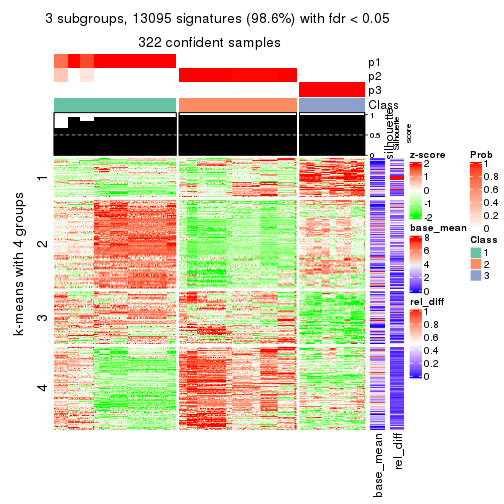 3 subgroups, 13095 signatures (98.6%) with fdr < 0.05
322 confident samples
p1
p2
p3
Class
1
0.5
0
silhouette
Silhouette
score
k-means with 4 groups
1
2
3
4
base_mean
rel_diff
z-score
2
1
0
-1
-2
base_mean
8
6
4
2
0
rel_diff
1
0.8
0.6
0.4
0.2
0
Prob
1
0.8
0.6
0.4
0.2
0
Class
1
2
3